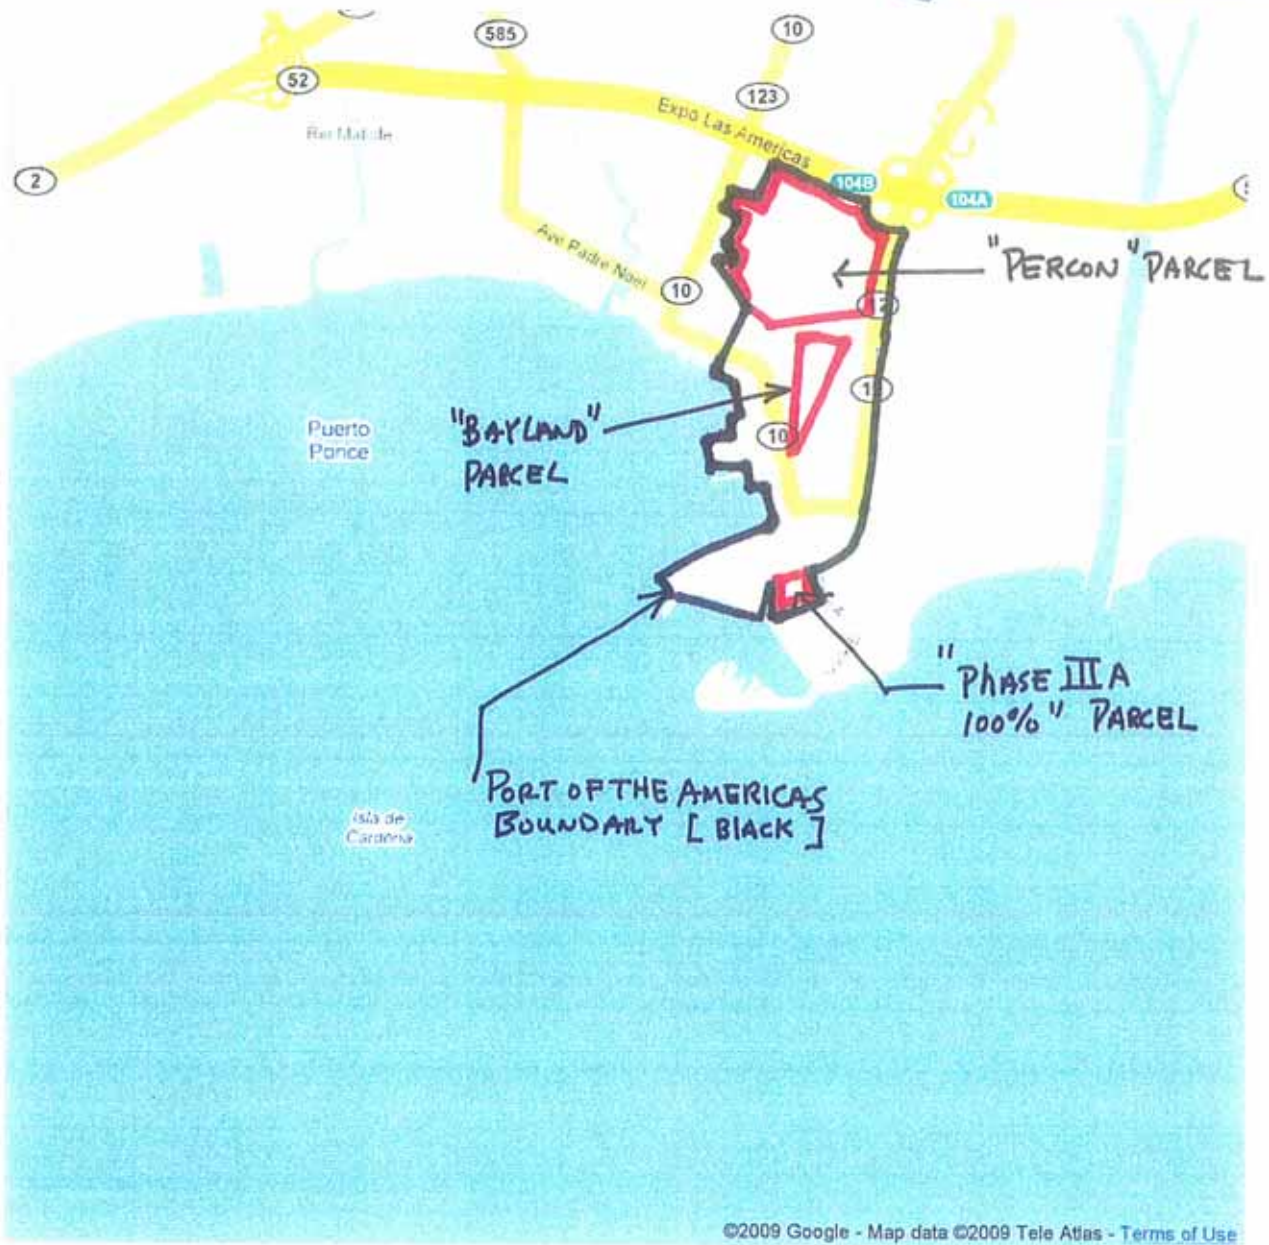 585
10
52
123
Expo Las Americas
2
104B
104A
"PERCON" PARCEL
Ave Padre Noel
10
12
"BAYLAND"
PARCEL
10
Puerto
Ponce
"PHASE III A
100%" PARCEL
PORT OF THE AMERICAS
BOUNDARY [BLACK]
Isla de
Cardona
©2009 Google - Map data ©2009 Tele Atlas - Terms of Use